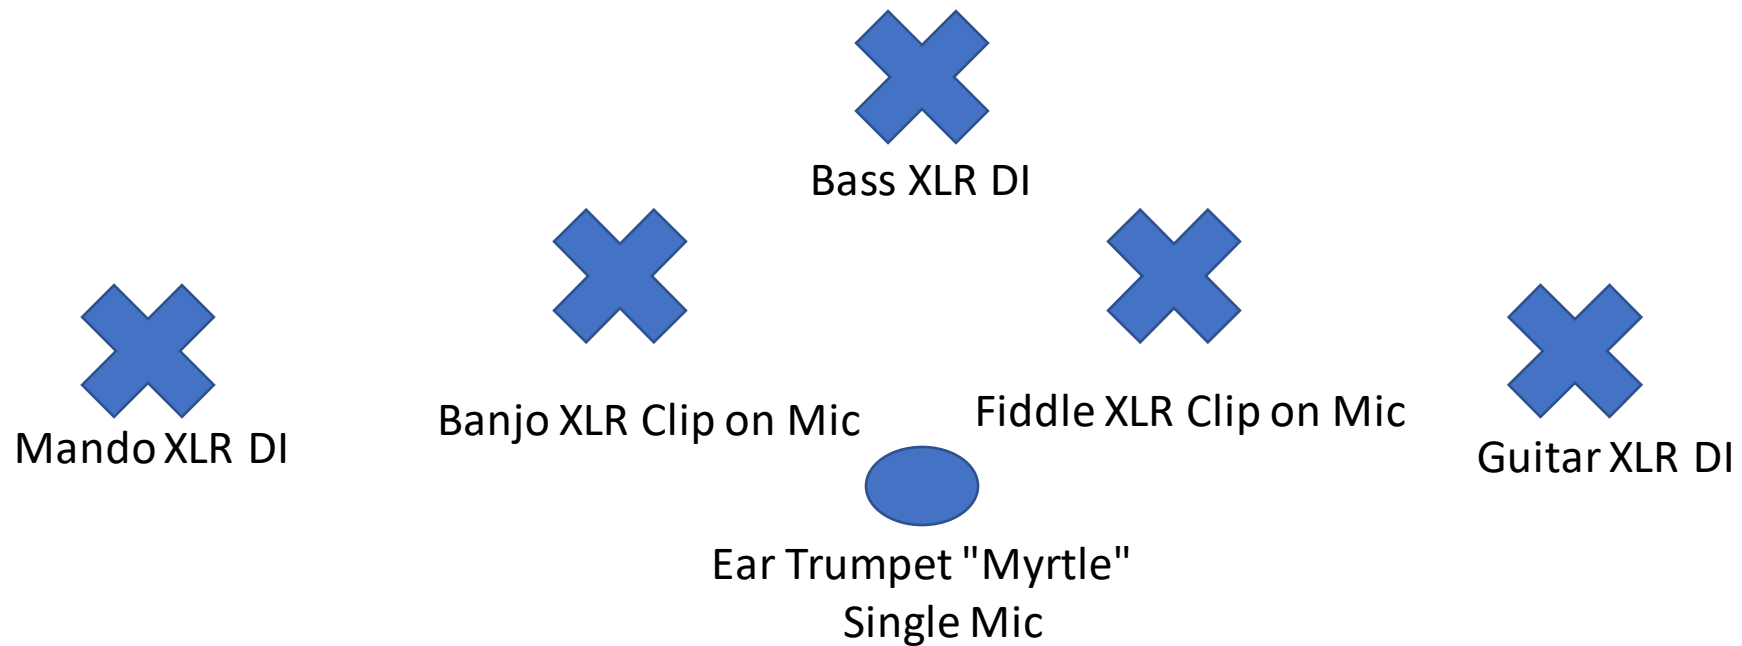 Bass XLR DI
Mando XLR DI
Banjo XLR Clip on Mic
Fiddle XLR Clip on Mic
Guitar XLR DI
Ear Trumpet "Myrtle"
Single Mic